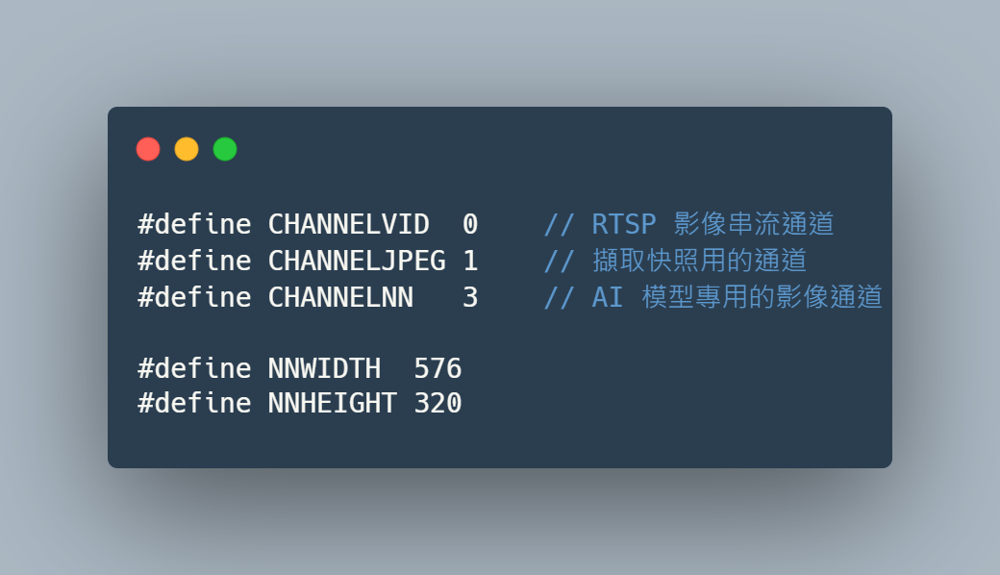 #define CHANNELVID  0    // RTSP 影像串流通道
#define CHANNELJPEG 1    // 擷取快照用的通道
#define CHANNELNN   3    // AI 模型專用的影像通道
#define NNWIDTH  576
#define NNHEIGHT 320